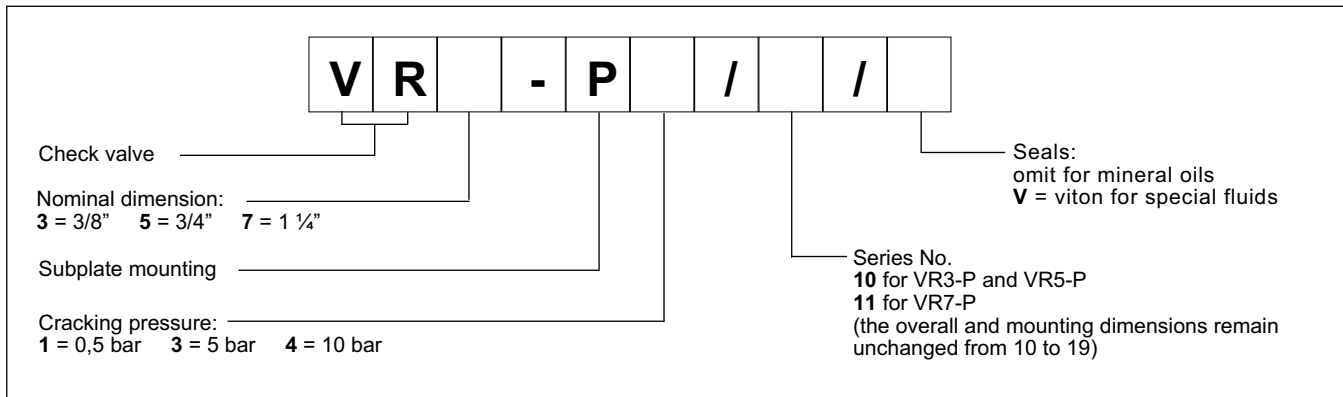 V R - P / /
Check valve
Nominal dimension:
3 = 3/8” 5 = 3/4” 7 = 1 ¼”
Subplate mounting
Cracking pressure:
1 = 0,5 bar 3 = 5 bar 4 = 10 bar
Seals:
omit for mineral oils
V = viton for special fluids
Series No.
10 for VR3-P and VR5-P
11 for VR7-P
(the overall and mounting dimensions remain
unchanged from 10 to 19)